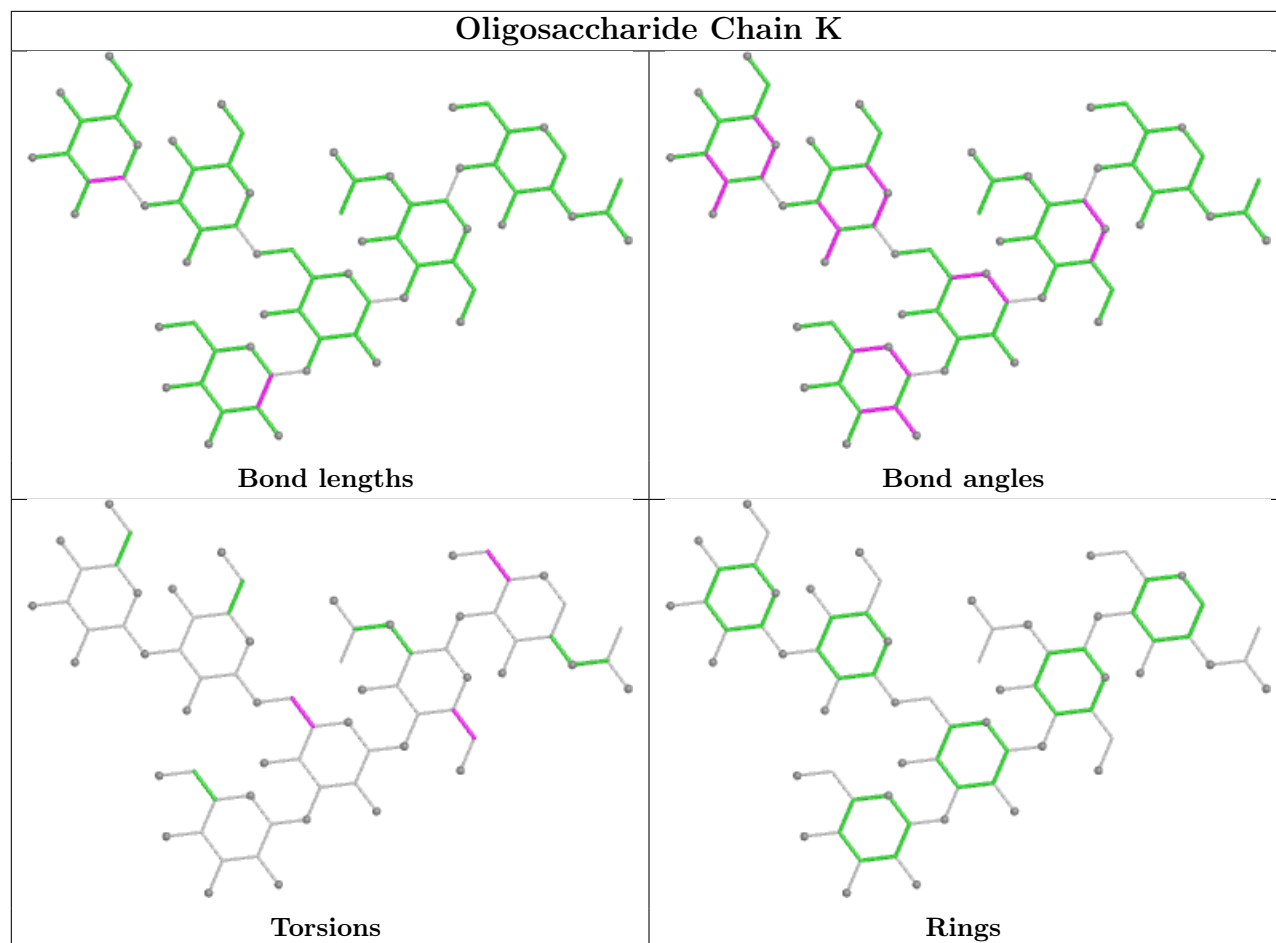 Oligosaccharide Chain K
Bond lengths
Bond angles
Torsions
Rings